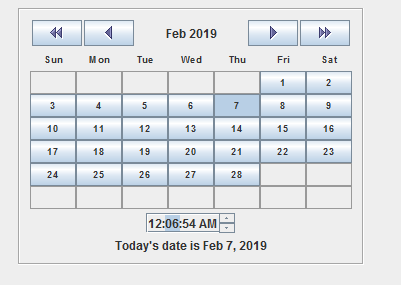 Feb 2019
Sun Mon Tue Wed Thu Fri Sat
1 2
3 4 5 6 7 8 9
10 11 12 13 14 15 16
17 18 19 20 21 22 23
24 25 26 27 28
12:06:54 AM
Today's date is Feb 7, 2019